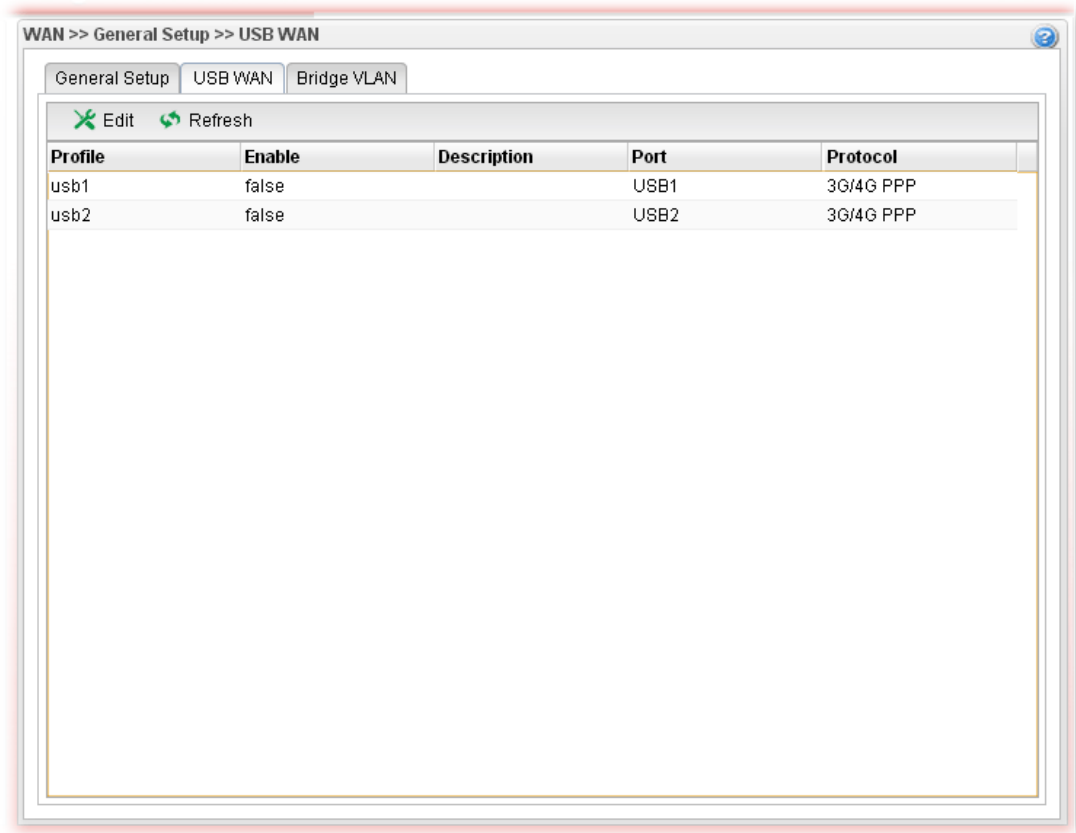 WAN >> General Setup >> USB WAN
General Setup USB WAN Bridge VLAN
Edit Refresh
Profile Enable Description Port Protocol
usb1 false USB1 3G/4G PPP
usb2 false USB2 3G/4G PPP